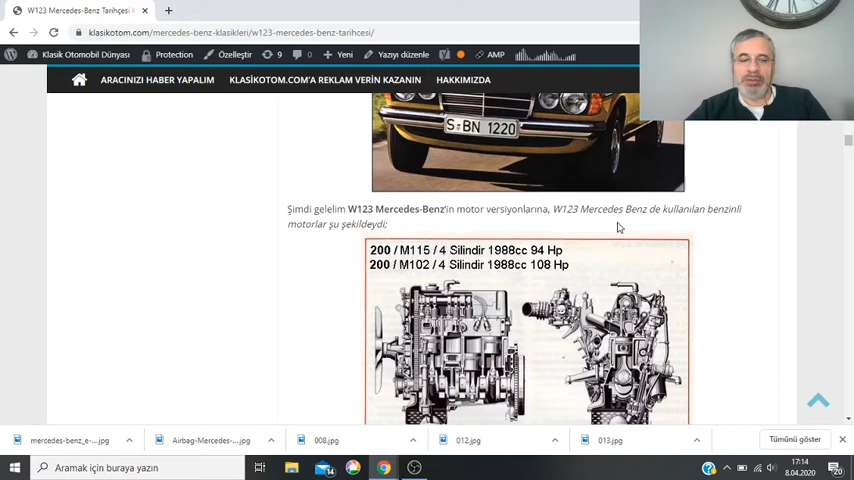 W123 Mercedes-Benz Tarihçesi K
klasikotom.com/mercedes-benz-klasikleri/w123-mercedes-benz-tarihcesi/
Klasik Otomobil Dünyası
Protection
Özelleştir
9
0
Yeni
Yazıyı düzenle
AMP
ARACINIZI HABER YAPALIM
KLASİKOTOM.COM'A REKLAM VERİN KAZANIN
HAKKIMIZDA
S-BN 1220
Şimdi gelelim W123 Mercedes-Benz'in motor versiyonlarına, W123 Mercedes Benz de kullanılan benzinli
motorlar şu şekildeydi;
200 / M115 / 4 Silindir 1988cc 94 Hp
200 / M102 / 4 Silindir 1988cc 108 Hp
mercedes-benz_e-....jpg
Airbag-Mercedes-....jpg
008.jpg
012.jpg
013.jpg
Tümünü göster
Aramak için buraya yazın
14
17:14
8.04.2020
20